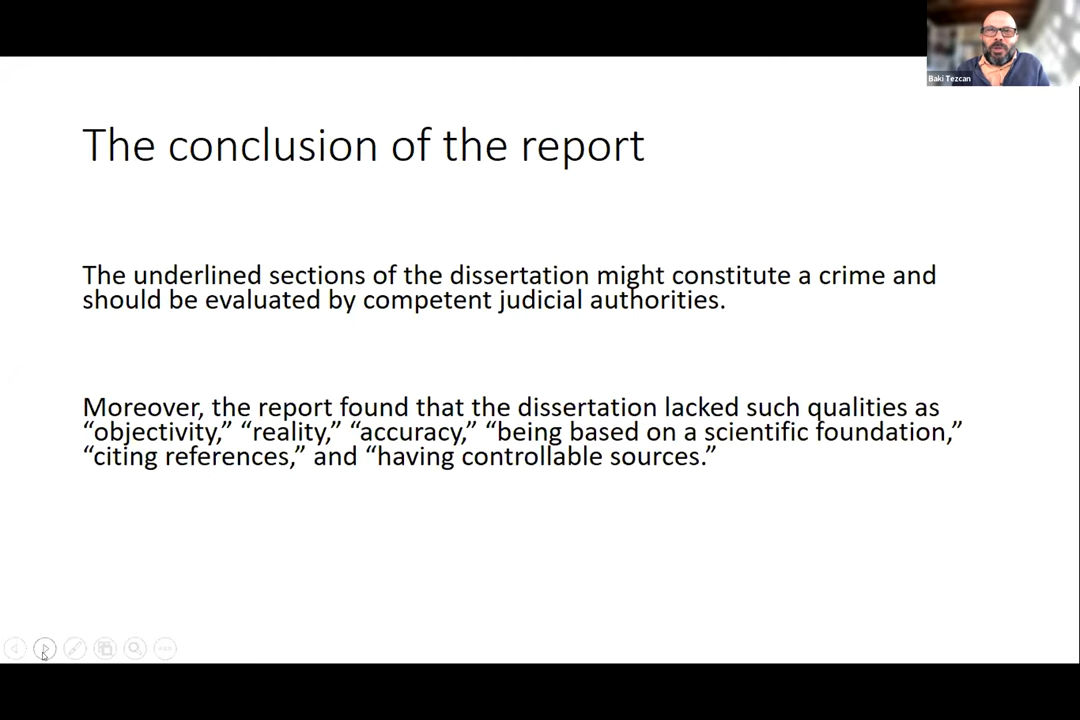 Baki Tezcan
The conclusion of the report
The underlined sections of the dissertation might constitute a crime and
should be evaluated by competent judicial authorities.
Moreover, the report found that the dissertation lacked such qualities as
“objectivity,” “reality,” “accuracy,” “being based on a scientific foundation,”
“citing references,” and “having controllable sources.”